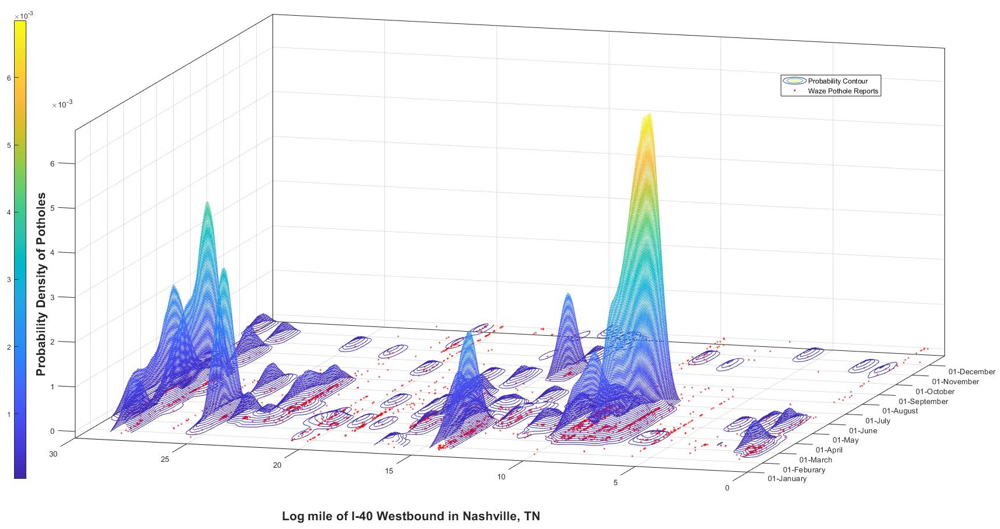 ×10-3
6
5
4
3
2
1
×10-3
6
5
4
3
2
1
0
Probability Density of Potholes
Probability Contour
Waze Pothole Reports
01-December
01-November
01-October
01-September
01-August
01-July
01-June
01-May
01-April
01-March
01-Feburary
01-January
30
25
20
15
10
5
0
Log mile of I-40 Westbound in Nashville, TN